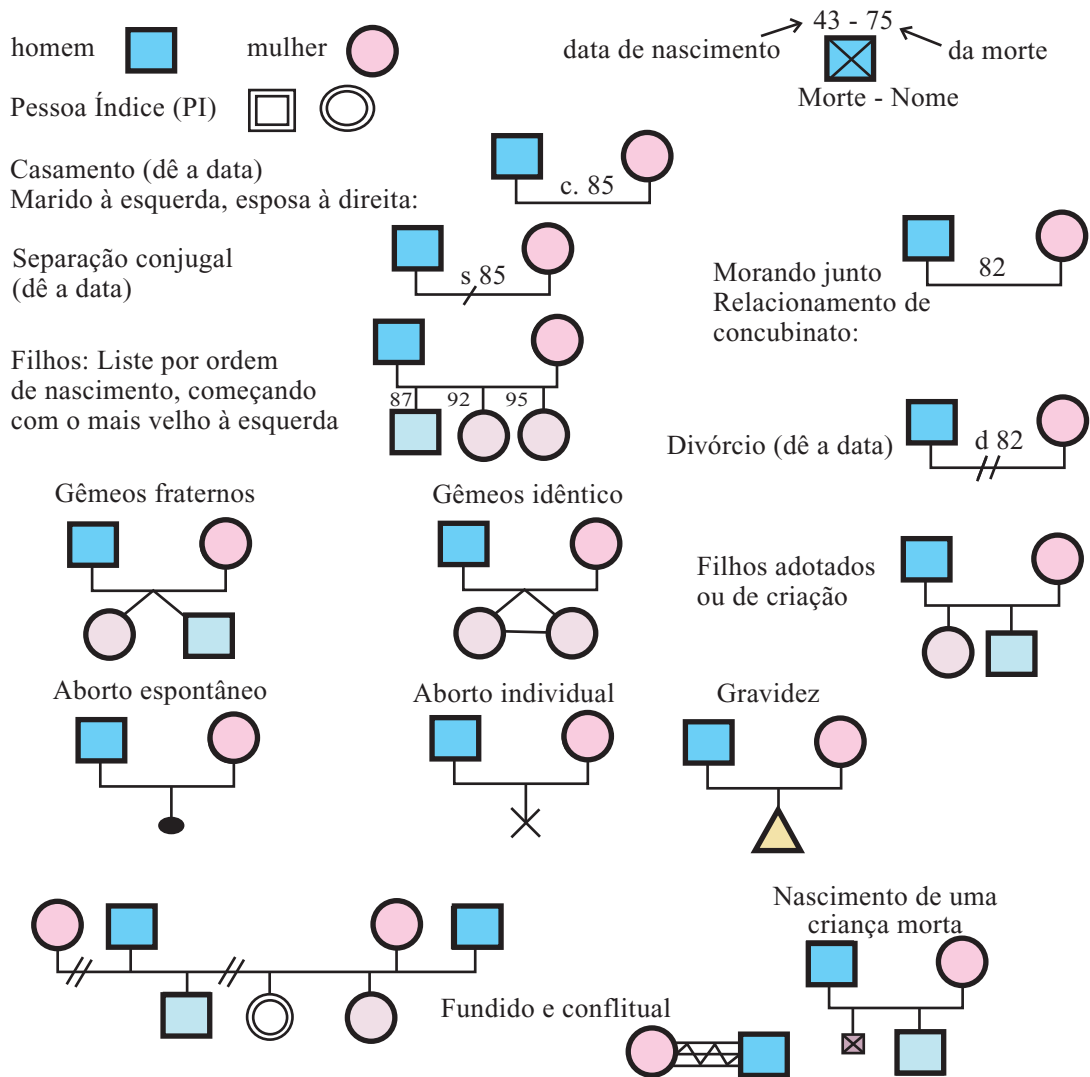 homem
mulher
43 - 75
data de nascimento
da morte
Morte - Nome
Pessoa Índice (PI)
Casamento (dê a data)
Marido à esquerda, esposa à direita:
c. 85
Separação conjugal
(dê a data)
s 85
Morando junto
Relacionamento de
concubinato:
82
Filhos: Liste por ordem
de nascimento, começando
com o mais velho à esquerda
87
92
95
Divórcio (dê a data)
d 82
Gêmeos fraternos
Gêmeos idêntico
Filhos adotados
ou de criação
Aborto espontâneo
Aborto individual
Gravidez
Nascimento de uma
criança morta
Fundido e conflitual